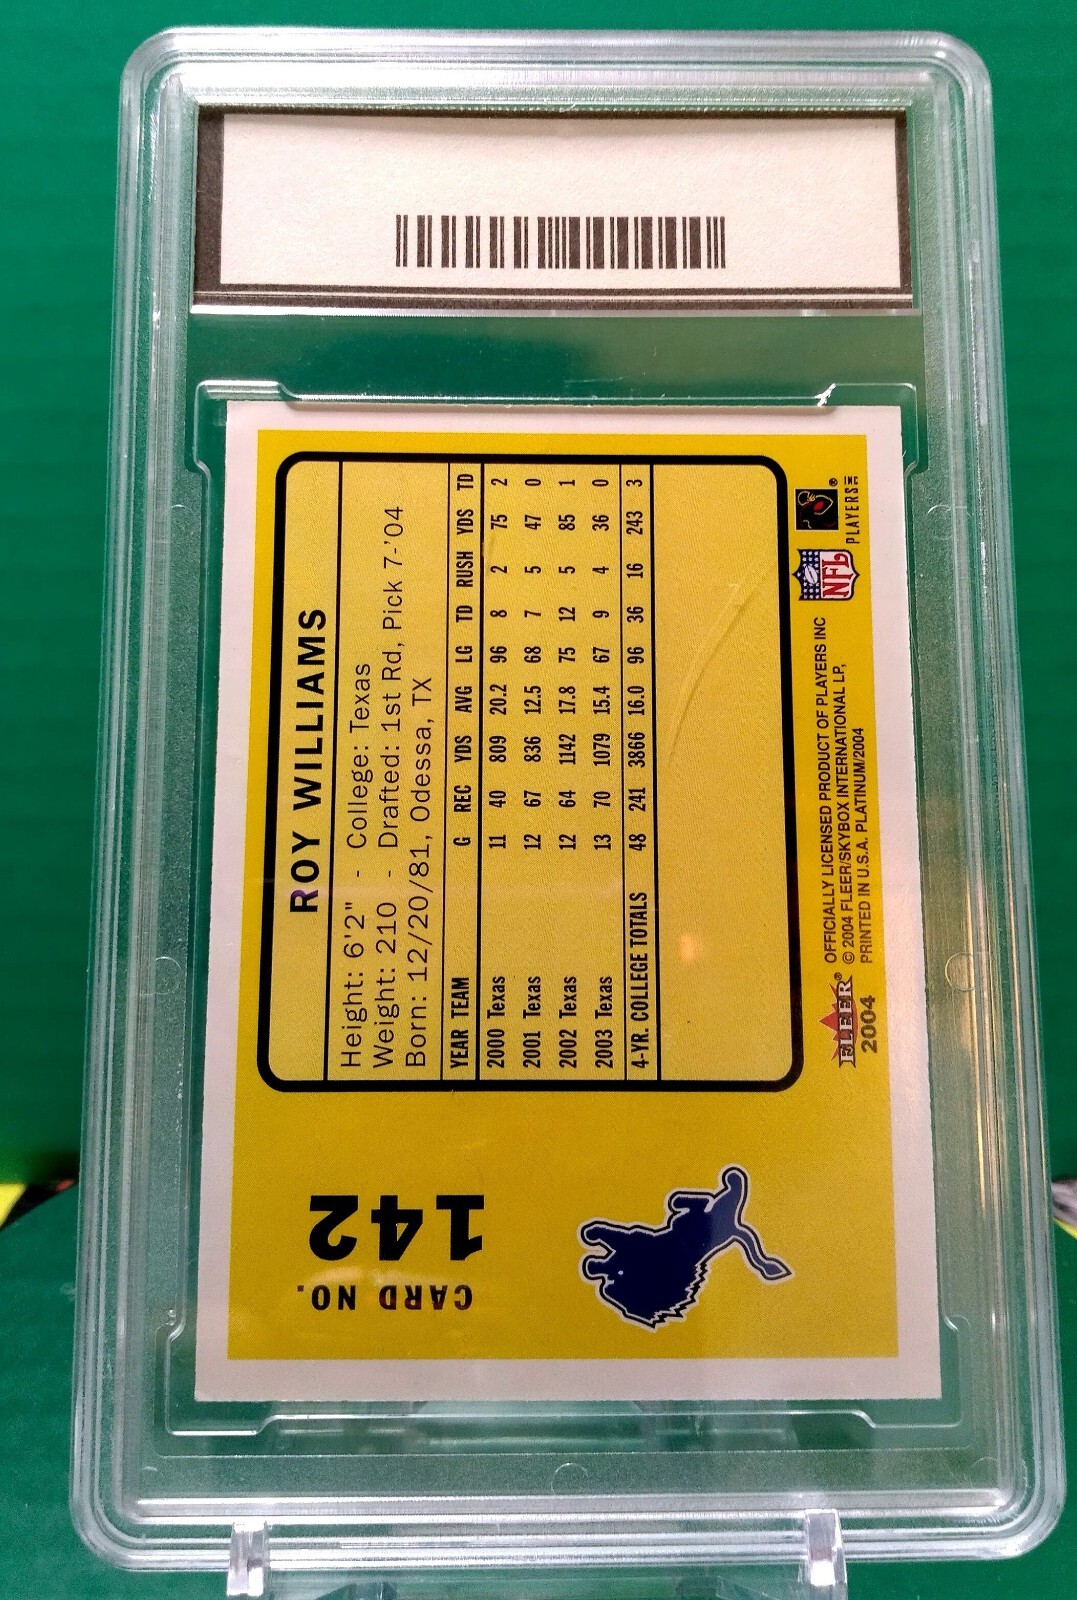 ROY WILLIAMS
Height: 6'2" - College: Texas
Weight: 210 - Drafted: 1st Rd, Pick 7-'04
Born: 12/20/81, Odessa, TX
YEAR TEAM G REC YDS AVG LG TD RUSH YDS TD
2000 Texas 11 40 809 20.2 96 8 2 75 2
2001 Texas 12 67 836 12.5 68 7 5 47 0
2002 Texas 12 64 1142 17.8 75 12 5 85 1
2003 Texas 13 70 1079 15.4 67 9 4 36 0
4-YR. COLLEGE TOTALS 48 241 3866 16.0 96 36 16 243 3
CARD NO.
142
FLEER®
2004
OFFICIALLY LICENSED PRODUCT OF PLAYERS INC
© 2004 FLEER/SKYBOX INTERNATIONAL LP,
PRINTED IN U.S.A. PLATINUM/2004
NFL
PLAYERS INC